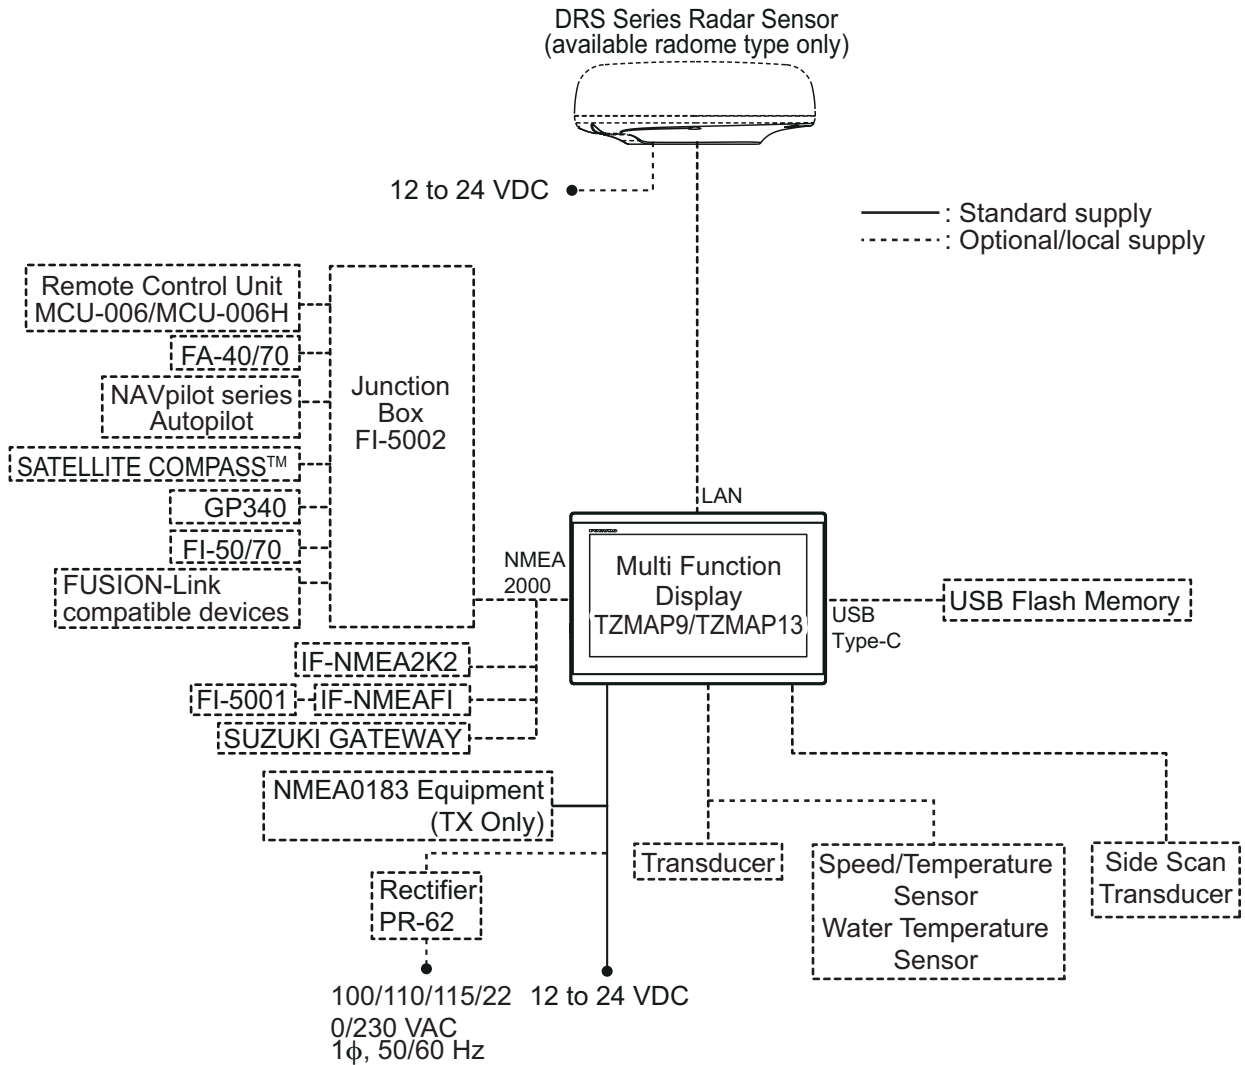 DRS Series Radar Sensor
(available radome type only)
12 to 24 VDC
: Standard supply
: Optional/local supply
Remote Control Unit
MCU-006/MCU-006H
FA-40/70
NAVpilot series
Autopilot
SATELLITE COMPASS™
GP340
FI-50/70
FUSION-Link
compatible devices
Junction
Box
FI-5002
LAN
NMEA
2000
Multi Function
Display
TZMAP9/TZMAP13
USB
Type-C
USB Flash Memory
IF-NMEA2K2
FI-5001
IF-NMEAFI
SUZUKI GATEWAY
NMEA0183 Equipment
(TX Only)
Rectifier
PR-62
100/110/115/22
0/230 VAC
1ϕ, 50/60 Hz
12 to 24 VDC
Transducer
Speed/Temperature
Sensor
Water Temperature
Sensor
Side Scan
Transducer